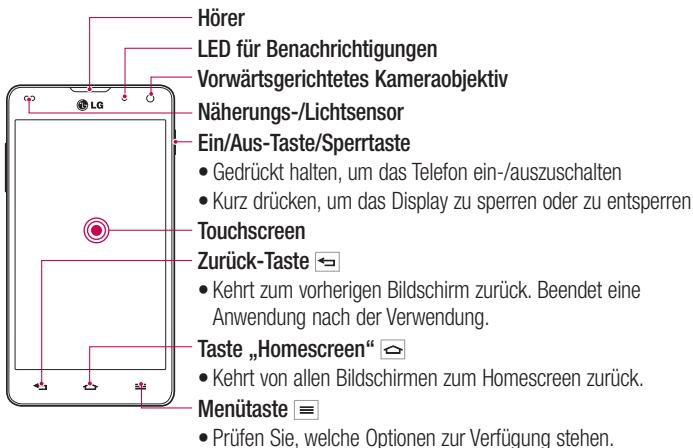 Hörer
LED für Benachrichtigungen
Vorwärtsgerichtetes Kameraobjektiv
Näherungs-/Lichtsensor
Ein/Aus-Taste/Sperrtaste
• Gedrückt halten, um das Telefon ein-/auszuschalten
• Kurz drücken, um das Display zu sperren oder zu entsperren
Touchscreen
Zurück-Taste
• Kehrt zum vorherigen Bildschirm zurück. Beendet eine
Anwendung nach der Verwendung.
Taste „Homescreen“
• Kehrt von allen Bildschirmen zum Homescreen zurück.
Menütaste
• Prüfen Sie, welche Optionen zur Verfügung stehen.
LG